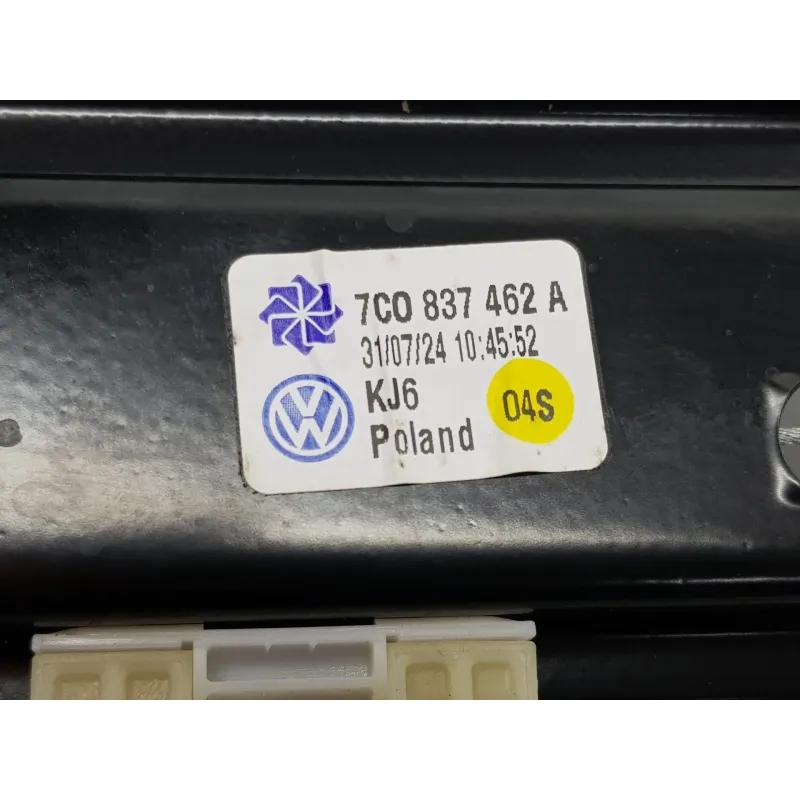 7C0 837 462 A
31/07/24 10:45:52
KJ6
04S
Poland